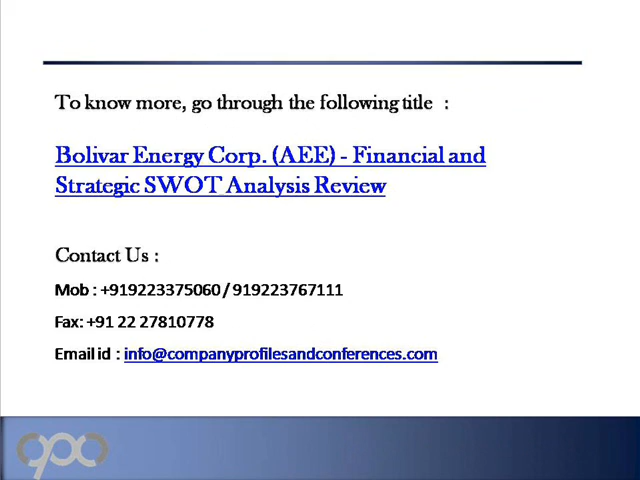 To know more, go through the following title :
Bolivar Energy Corp. (AEE) - Financial and
Strategic SWOT Analysis Review
Contact Us :
Mob : +919223375060 / 919223767111
Fax: +91 22 27810778
Email id : info@companyprofilesandconferences.com
cpc